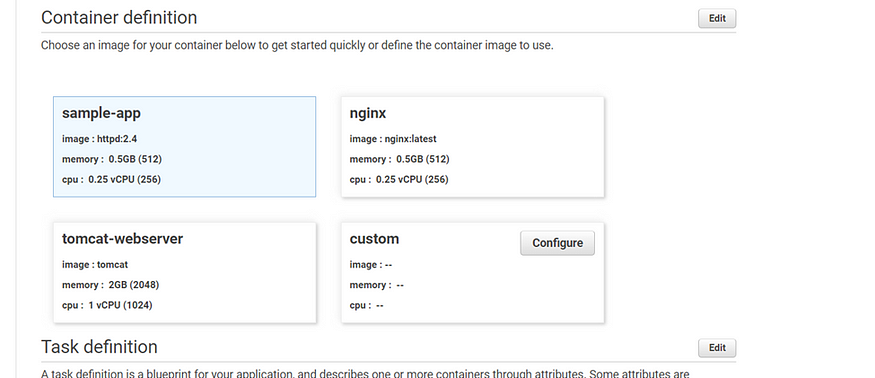 Container definition
Edit
Choose an image for your container below to get started quickly or define the container image to use.
sample-app
image : httpd:2.4
memory : 0.5GB (512)
cpu : 0.25 vCPU (256)
nginx
image : nginx:latest
memory : 0.5GB (512)
cpu : 0.25 vCPU (256)
tomcat-webserver
image : tomcat
memory : 2GB (2048)
cpu : 1 vCPU (1024)
custom
Configure
image : --
memory : --
cpu : --
Task definition
Edit
A task definition is a blueprint for your application, and describes one or more containers through attributes. Some attributes are